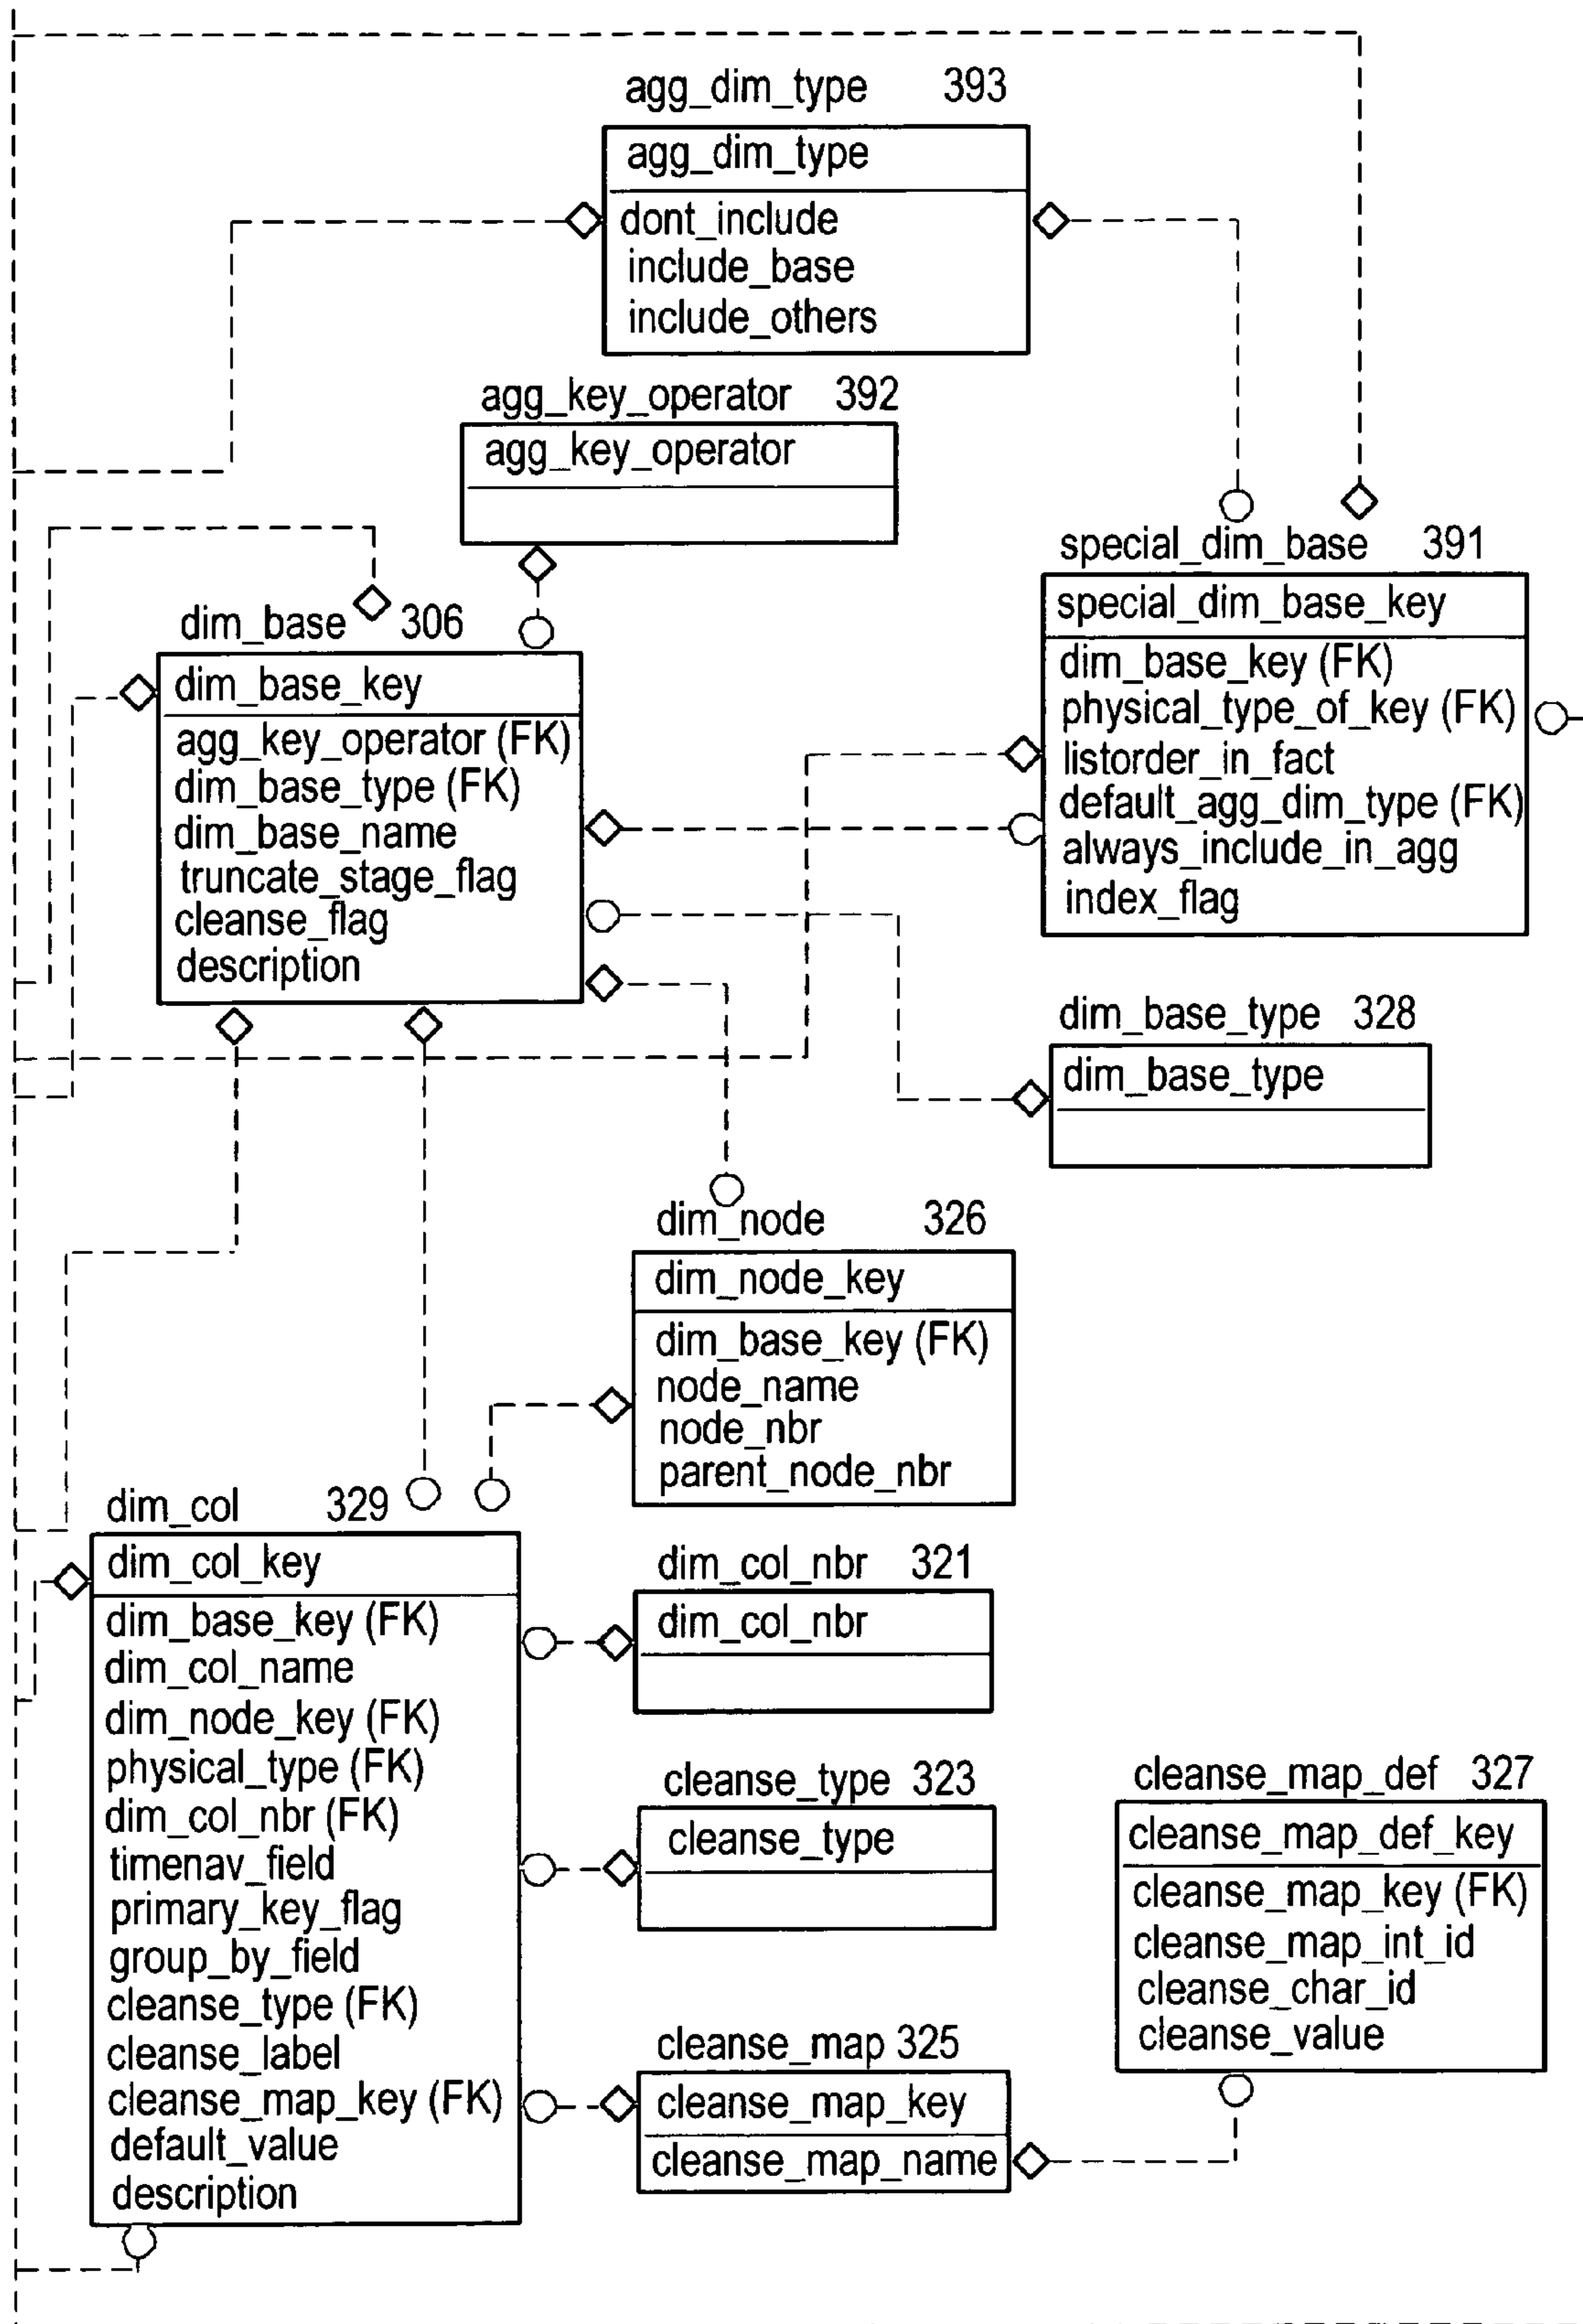 agg_dim_type 393
agg_dim_type
dont_include
include_base
include_others
agg_key_operator 392
agg_key_operator
special_dim_base 391
special_dim_base_key
dim_base_key (FK)
physical_type_of_key (FK)
listorder_in_fact
default_agg_dim_type (FK)
always_include_in_agg
index_flag
dim_base 306
dim_base_key
agg_key_operator (FK)
dim_base_type (FK)
dim_base_name
truncate_stage_flag
cleanse_flag
description
dim_base_type 328
dim_base_type
dim_node 326
dim_node_key
dim_base_key (FK)
node_name
node_nbr
parent_node_nbr
dim_col 329
dim_col_key
dim_base_key (FK)
dim_col_name
dim_node_key (FK)
physical_type (FK)
dim_col_nbr (FK)
timenav_field
primary_key_flag
group_by_field
cleanse_type (FK)
cleanse_label
cleanse_map_key (FK)
default_value
description
dim_col_nbr 321
dim_col_nbr
cleanse_type 323
cleanse_type
cleanse_map_def 327
cleanse_map_def_key
cleanse_map_key (FK)
cleanse_map_int_id
cleanse_char_id
cleanse_value
cleanse_map 325
cleanse_map_key
cleanse_map_name